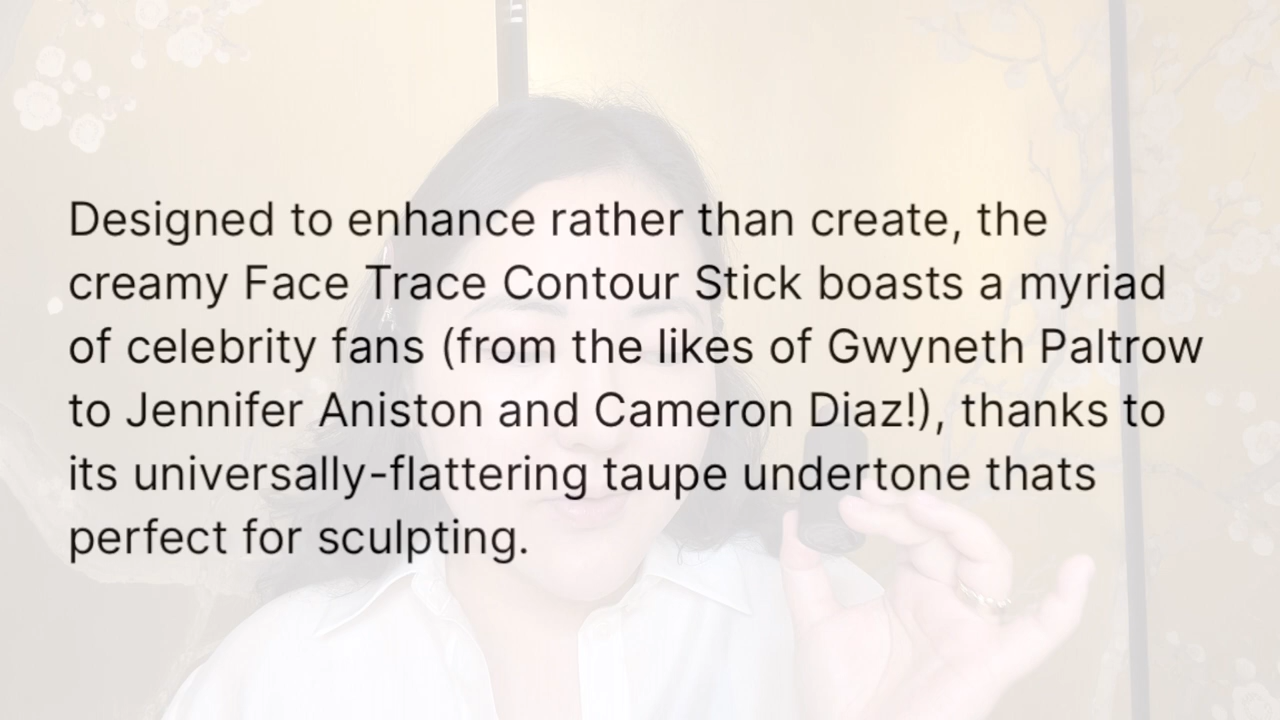 Designed to enhance rather than create, the
creamy Face Trace Contour Stick boasts a myriad
of celebrity fans (from the likes of Gwyneth Paltrow
to Jennifer Aniston and Cameron Diaz!), thanks to
its universally-flattering taupe undertone thats
perfect for sculpting.